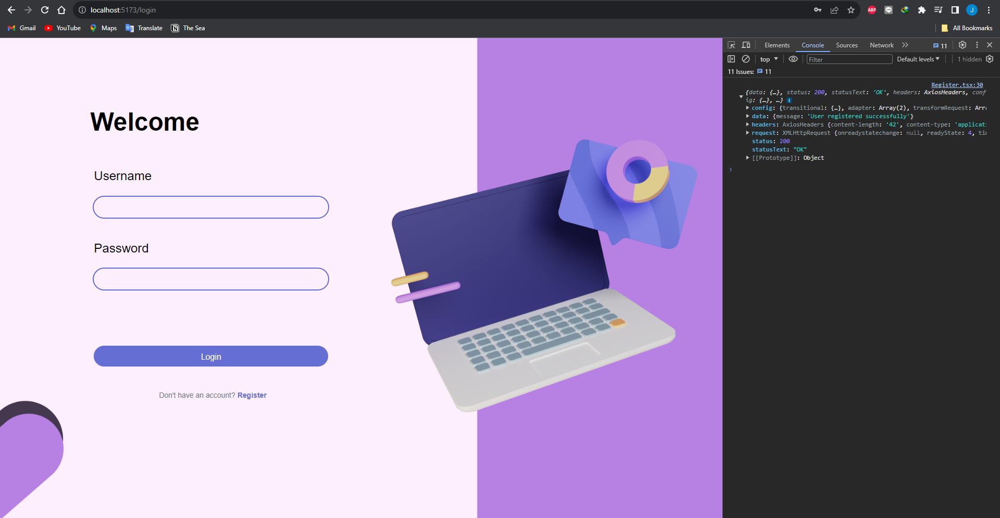 localhost:5173/login
ABP
J
Gmail YouTube Maps Translate The Sea All Bookmarks
Welcome
Username
Password
Login
Don't have an account? Register
Elements Console Sources Network 11
top Filter Default levels 1 hidden
11 Issues: 11
Register.tsx:30
{data: {…}, status: 200, statusText: 'OK', headers: AxiosHeaders, conf
ig: {…}, …} i
config: {transitional: {…}, adapter: Array(2), transformRequest: Arra
data: {message: 'User registered successfully'}
headers: AxiosHeaders {content-length: '42', content-type: 'applicati
request: XMLHttpRequest {onreadystatechange: null, readyState: 4, tim
status: 200
statusText: "OK"
[[Prototype]]: Object